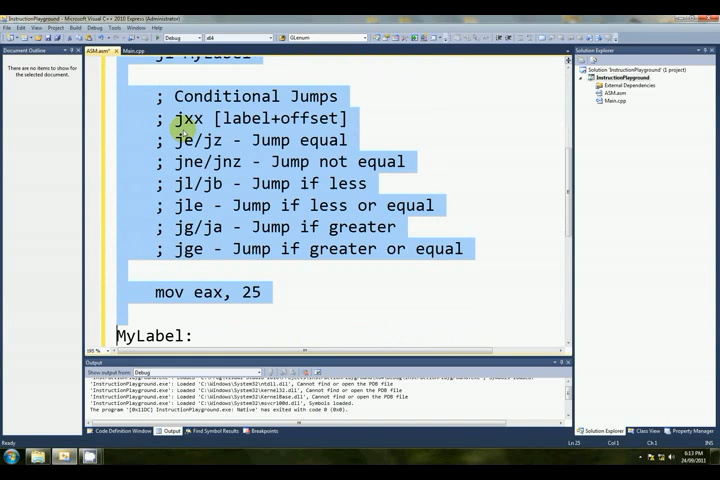 InstructionPlayground - Microsoft Visual C++ 2010 Express (Administrator)
File Edit View Project Build Debug Tools Window Help
Debug x64 GLenum
Document Outline
There are no items to show for
the selected document.
ASM.asm* Main.cpp
; Conditional Jumps
; jxx [label+offset]
; je/jz - Jump equal
; jne/jnz - Jump not equal
; jl/jb - Jump if less
; jle - Jump if less or equal
; jg/ja - Jump if greater
; jge - Jump if greater or equal
mov eax, 25
MyLabel:
195 %
Solution Explorer
Solution 'InstructionPlayground' (1 project)
InstructionPlayground
External Dependencies
ASM.asm
Main.cpp
Output
Show output from: Debug
'InstructionPlayground.exe': Loaded 'C:\Windows\System32\ntdll.dll', Cannot find or open the PDB file
'InstructionPlayground.exe': Loaded 'C:\Windows\System32\kernel32.dll', Cannot find or open the PDB file
'InstructionPlayground.exe': Loaded 'C:\Windows\System32\KernelBase.dll', Cannot find or open the PDB file
'InstructionPlayground.exe': Loaded 'C:\Windows\System32\msvcr100d.dll', Symbols loaded.
The program '[0x11DC] InstructionPlayground.exe: Native' has exited with code 0 (0x0).
Code Definition Window Output Find Symbol Results Breakpoints
Solution Explorer Class View Property Manager
Ready Ln 25 Col 1 Ch 1 INS
6:13 PM
24/09/2011